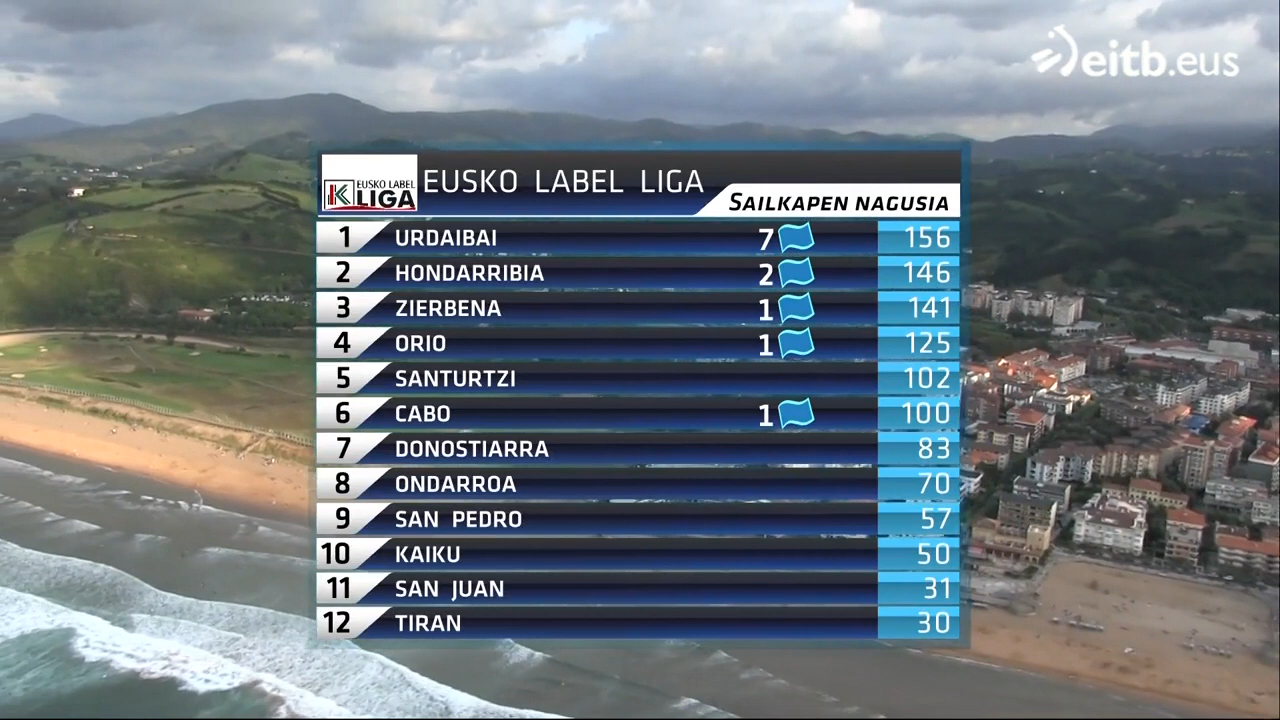 eitb.eus
EUSKO LABEL LIGA
EUSKO LABEL LIGA
SAILKAPEN NAGUSIA
1 URDAIBAI 7 156
2 HONDARRIBIA 2 146
3 ZIERBENA 1 141
4 ORIO 1 125
5 SANTURTZI 102
6 CABO 1 100
7 DONOSTIARRA 83
8 ONDARROA 70
9 SAN PEDRO 57
10 KAIKU 50
11 SAN JUAN 31
12 TIRAN 30